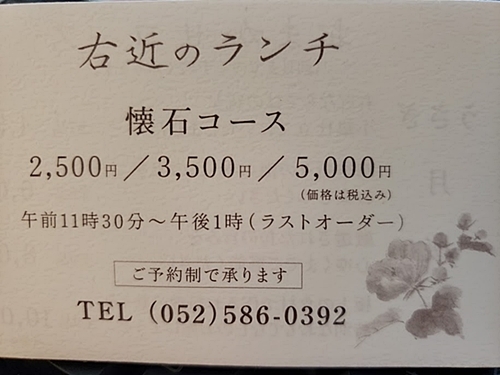 右近のランチ
懐石コース
2,500円／3,500円／5,000円
(価格は税込み)
午前11時30分～午後1時(ラストオーダー)
ご予約制で承ります
TEL (052)586-0392